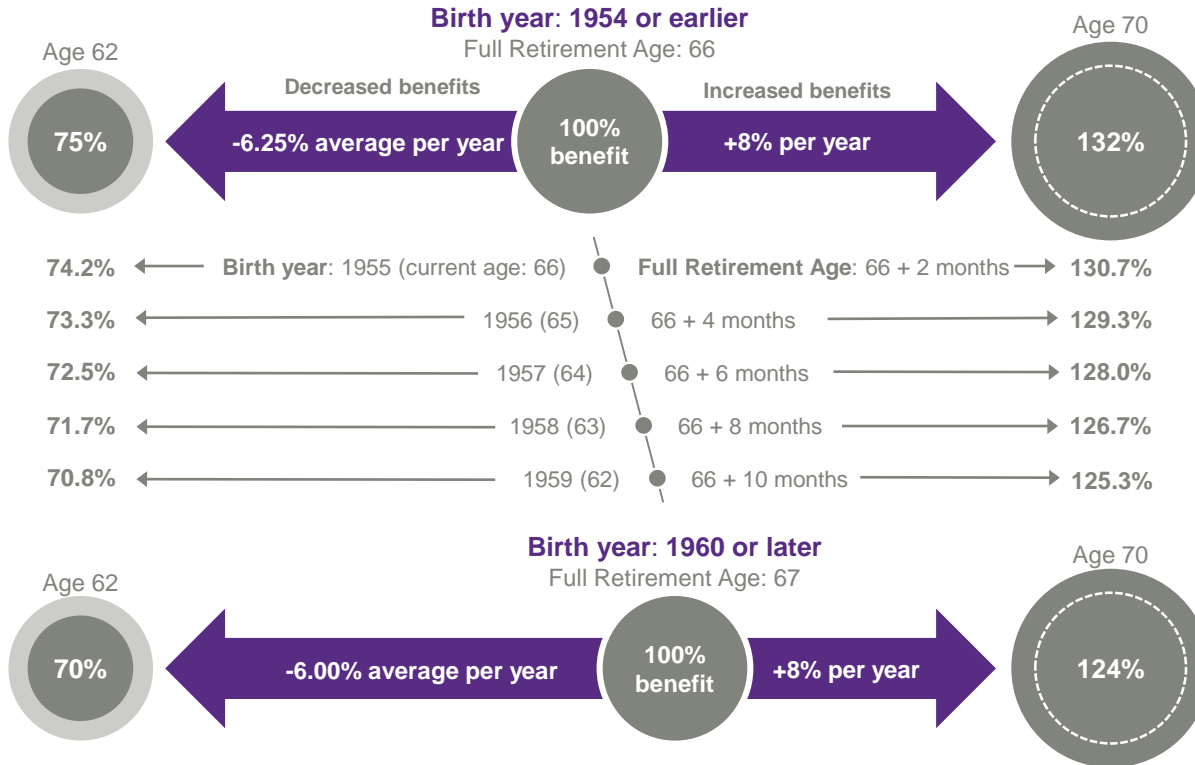 Birth year: 1954 or earlier
Full Retirement Age: 66
Age 62
Age 70
Decreased benefits
Increased benefits
75%
-6.25% average per year
100%
benefit
+8% per year
132%
74.2%
Birth year: 1955 (current age: 66)
Full Retirement Age: 66 + 2 months
130.7%
73.3%
1956 (65)
66 + 4 months
129.3%
72.5%
1957 (64)
66 + 6 months
128.0%
71.7%
1958 (63)
66 + 8 months
126.7%
70.8%
1959 (62)
66 + 10 months
125.3%
Birth year: 1960 or later
Full Retirement Age: 67
Age 62
Age 70
70%
-6.00% average per year
100%
benefit
+8% per year
124%